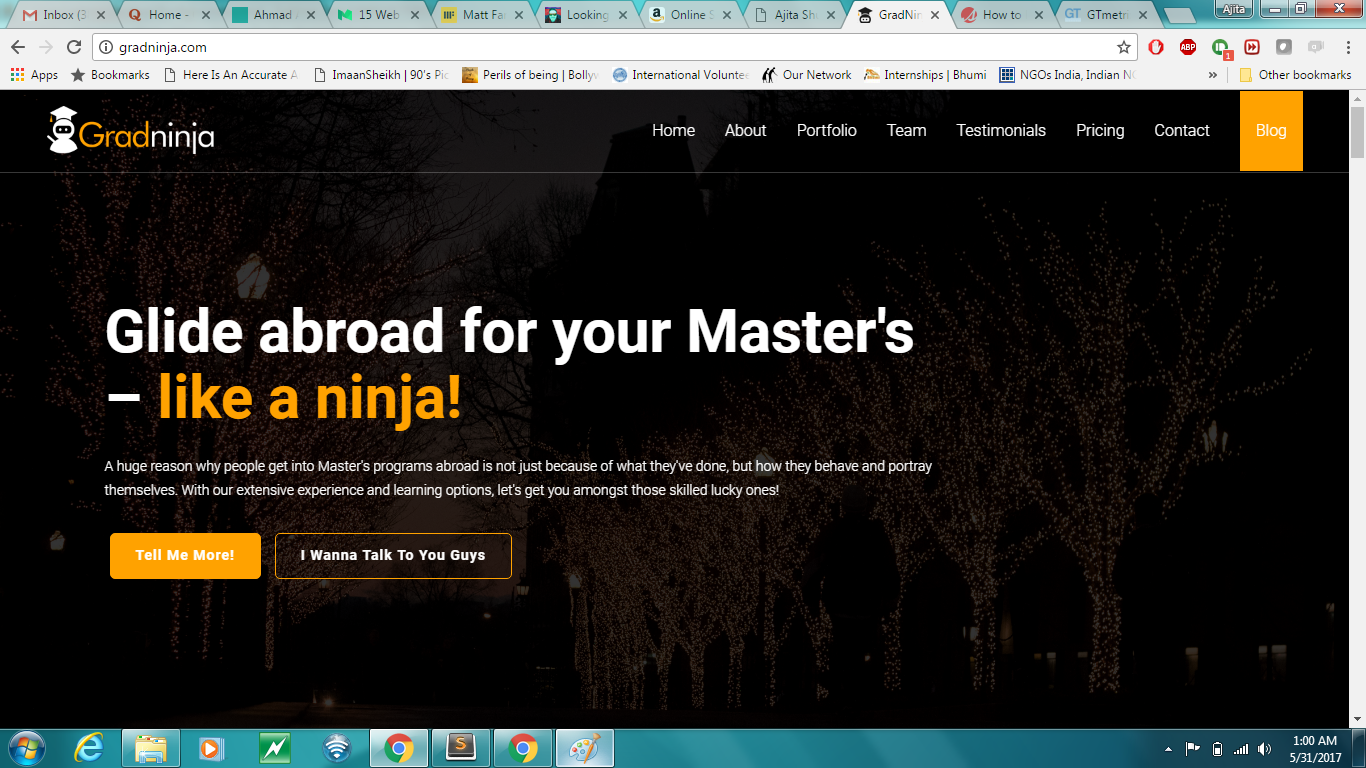 Ajita
Inbox (3
Home -
Ahmad
15 Web
Matt Fa
Looking
Online S
Ajita Sh
GradNin
How to
GTmetri
gradninja.com
ABP
1
Apps
Bookmarks
Here Is An Accurate A
ImaanSheikh | 90's Pic
Perils of being | Bollyw
International Voluntee
Our Network
Internships | Bhumi
NGOs India, Indian NG
»
Other bookmarks
Gradninja
Home
About
Portfolio
Team
Testimonials
Pricing
Contact
Blog
Glide abroad for your Master's
– like a ninja!
A huge reason why people get into Master's programs abroad is not just because of what they've done, but how they behave and portray
themselves. With our extensive experience and learning options, let's get you amongst those skilled lucky ones!
Tell Me More!
I Wanna Talk To You Guys
1:00 AM
5/31/2017